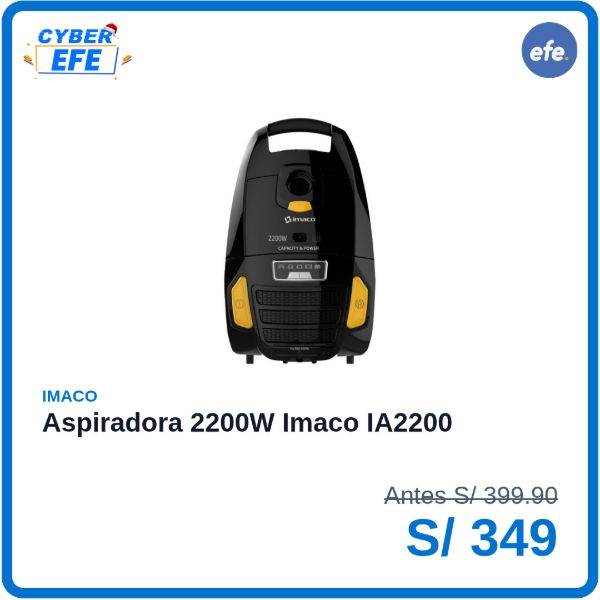 CYBER
EFE
efe.
imaco
2200W
CAPACITY & POWER
IMACO
Aspiradora 2200W Imaco IA2200
Antes S/ 399.90
S/ 349